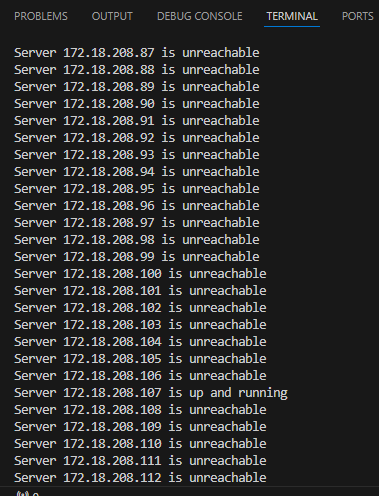 PROBLEMS OUTPUT DEBUG CONSOLE TERMINAL PORTS
Server 172.18.208.87 is unreachable
Server 172.18.208.88 is unreachable
Server 172.18.208.89 is unreachable
Server 172.18.208.90 is unreachable
Server 172.18.208.91 is unreachable
Server 172.18.208.92 is unreachable
Server 172.18.208.93 is unreachable
Server 172.18.208.94 is unreachable
Server 172.18.208.95 is unreachable
Server 172.18.208.96 is unreachable
Server 172.18.208.97 is unreachable
Server 172.18.208.98 is unreachable
Server 172.18.208.99 is unreachable
Server 172.18.208.100 is unreachable
Server 172.18.208.101 is unreachable
Server 172.18.208.102 is unreachable
Server 172.18.208.103 is unreachable
Server 172.18.208.104 is unreachable
Server 172.18.208.105 is unreachable
Server 172.18.208.106 is unreachable
Server 172.18.208.107 is up and running
Server 172.18.208.108 is unreachable
Server 172.18.208.109 is unreachable
Server 172.18.208.110 is unreachable
Server 172.18.208.111 is unreachable
Server 172.18.208.112 is unreachable